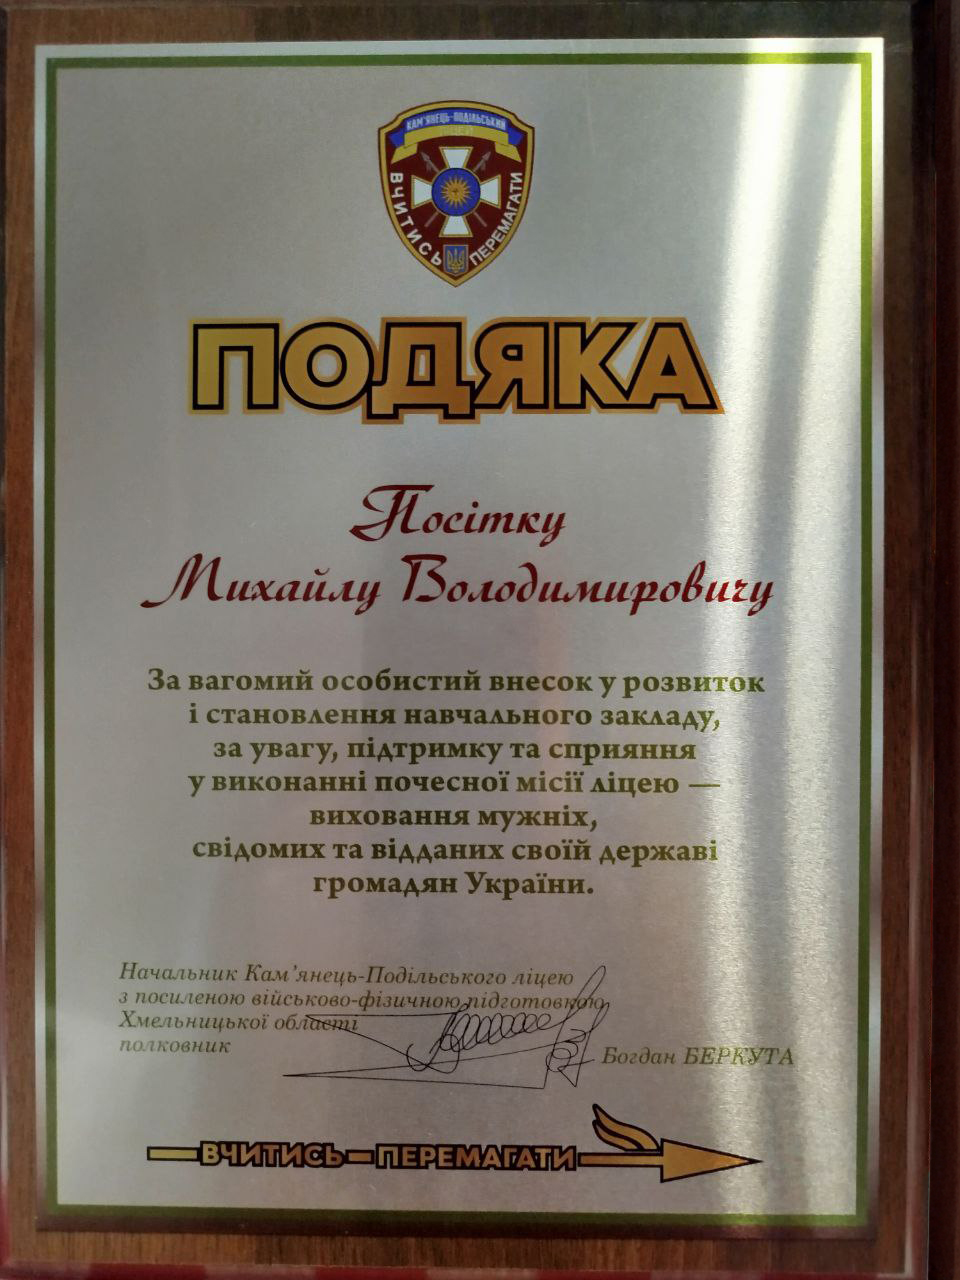 КАМ'ЯНЕЦЬ-ПОДІЛЬСЬКИЙ
ЛІЦЕЙ
ВЧИТИСЬ ПЕРЕМАГАТИ
ПОДЯКА
Посітку
Михайлу Володимировичу
За вагомий особистий внесок у розвиток
і становлення навчального закладу,
за увагу, підтримку та сприяння
у виконанні почесної місії ліцею —
виховання мужніх,
свідомих та відданих своїй державі
громадян України.
Начальник Кам'янець-Подільського ліцею
з посиленою військово-фізичною підготовкою
Хмельницької області
полковник
Богдан БЕРКУТА
ВЧИТИСЬ–ПЕРЕМАГАТИ